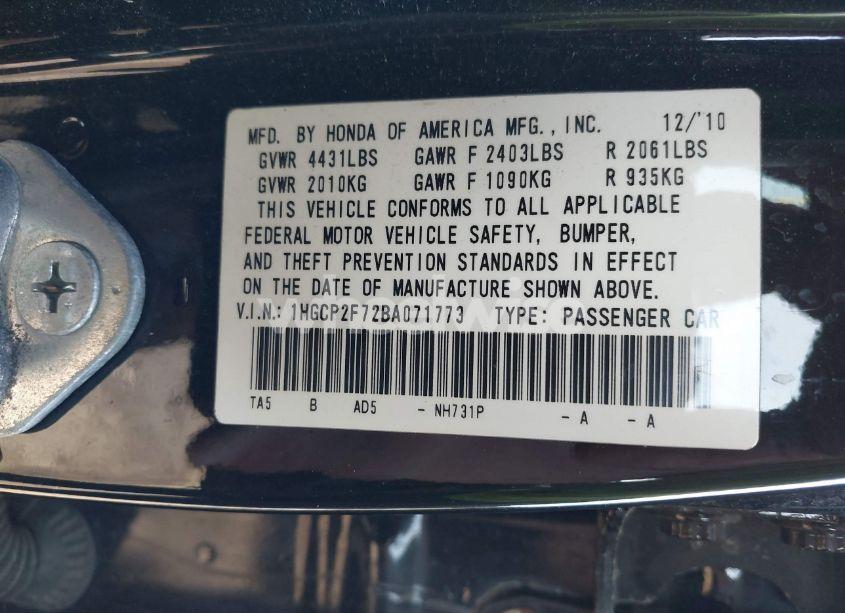 MFD. BY HONDA OF AMERICA MFG., INC. 12/'10
GVWR 4431LBS GAWR F 2403LBS R 2061LBS
GVWR 2010KG GAWR F 1090KG R 935KG
THIS VEHICLE CONFORMS TO ALL APPLICABLE
FEDERAL MOTOR VEHICLE SAFETY, BUMPER,
AND THEFT PREVENTION STANDARDS IN EFFECT
ON THE DATE OF MANUFACTURE SHOWN ABOVE.
V.I.N.: 1HGCP2F72BA071773 TYPE: PASSENGER CAR
TA5 B AD5 - NH731P - A - A